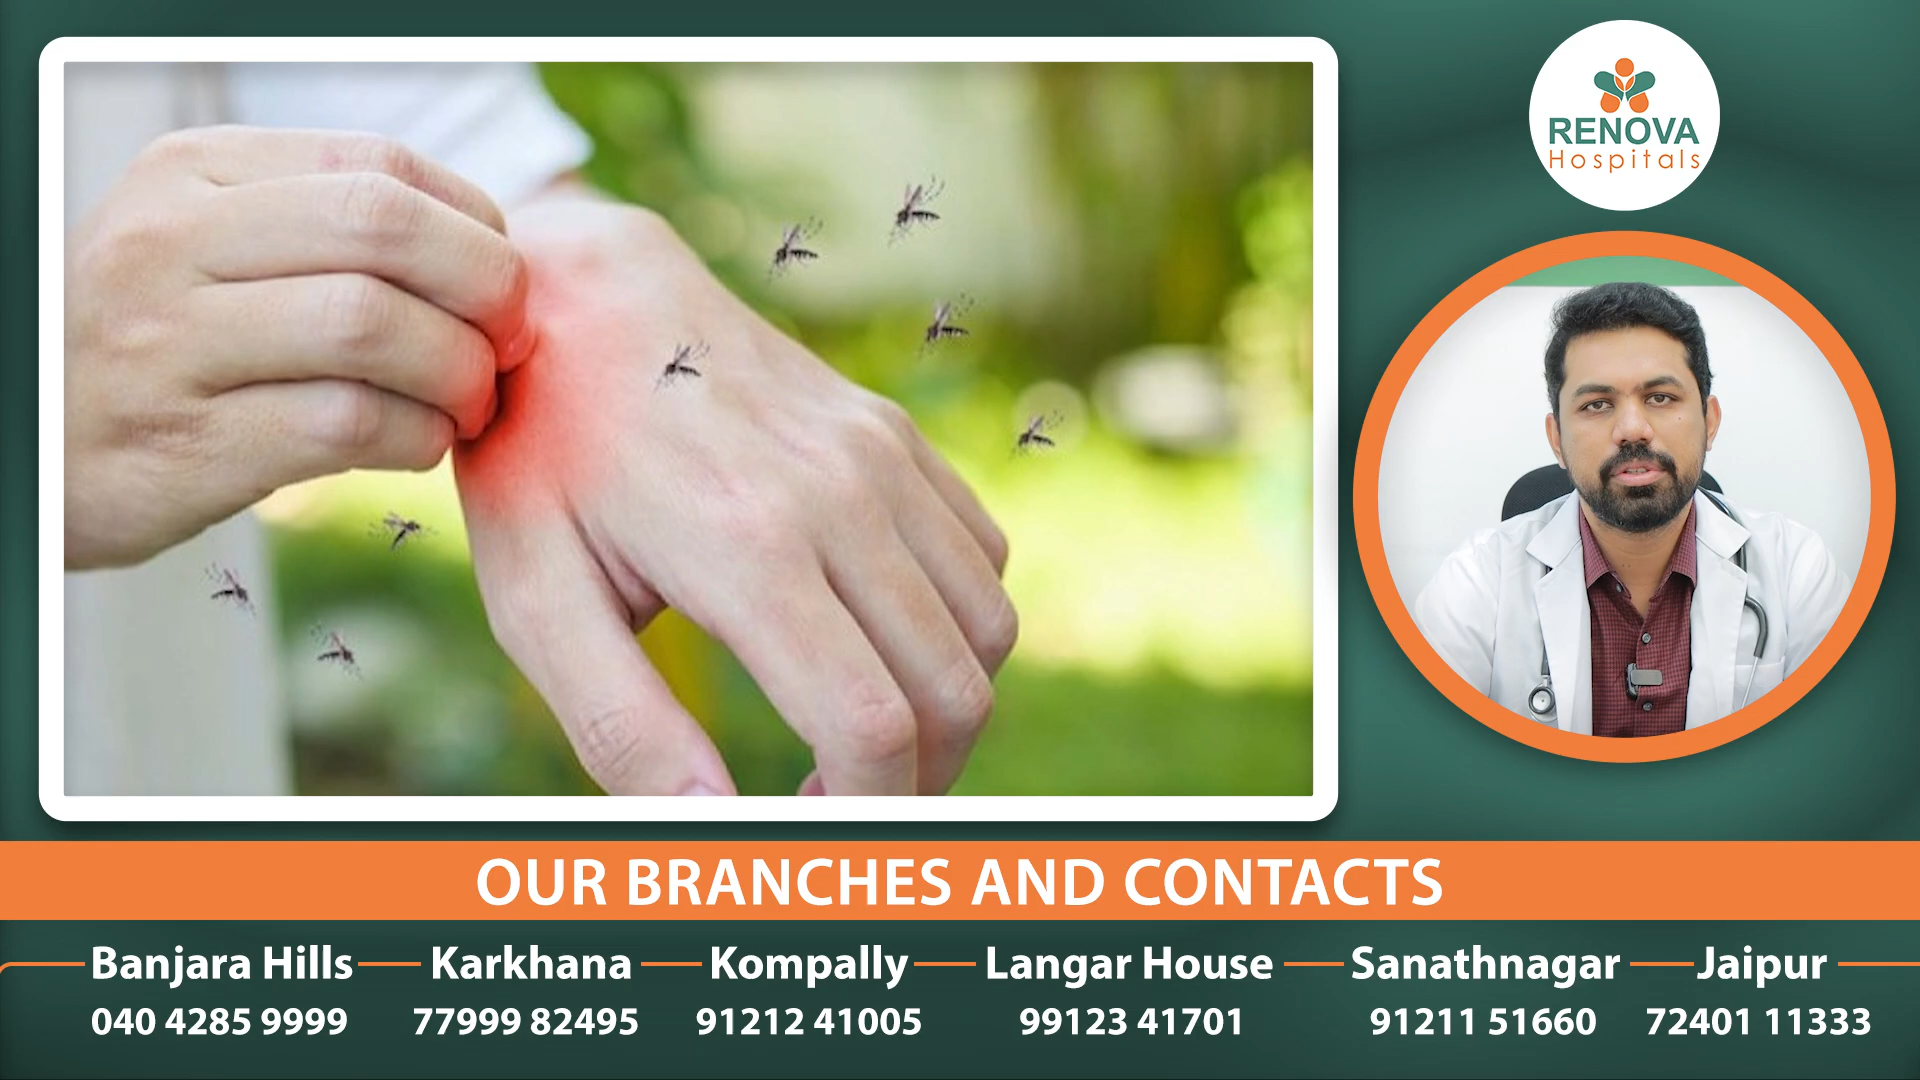 RENOVA
Hospitals
OUR BRANCHES AND CONTACTS
Banjara Hills Karkhana Kompally Langar House Sanathnagar Jaipur
040 4285 9999 77999 82495 91212 41005 99123 41701 91211 51660 72401 11333